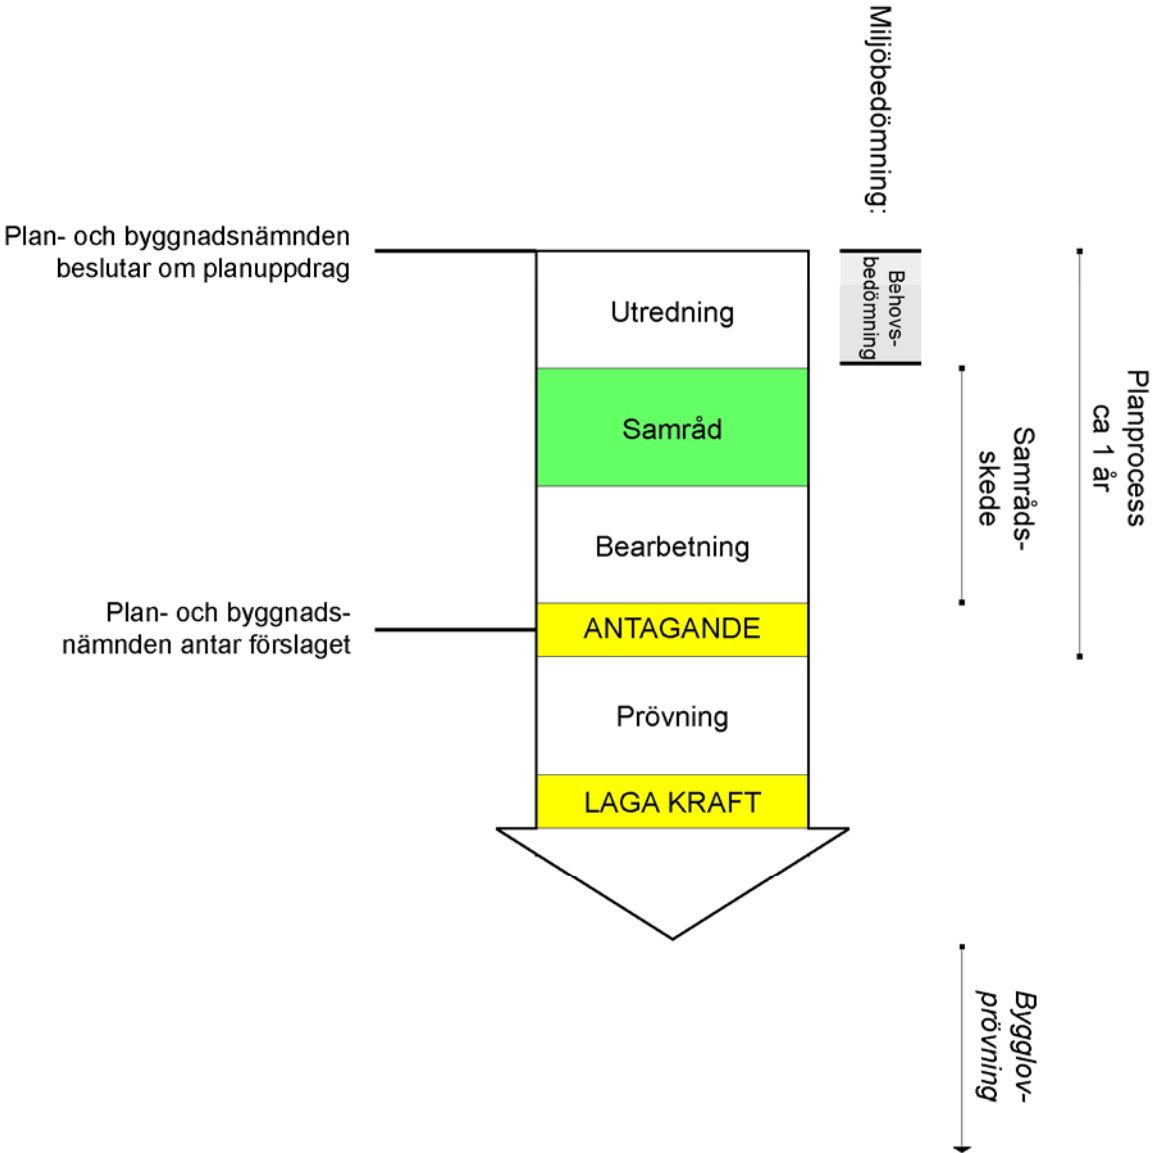 Miljöbedömning:
Plan- och byggnadsnämnden
beslutar om planuppdrag
Utredning
Behovs-
bedömning
Samråd
Bearbetning
Samråds-
skede
Planprocess
ca 1 år
Plan- och byggnads-
nämnden antar förslaget
ANTAGANDE
Prövning
LAGA KRAFT
Bygglov-
prövning